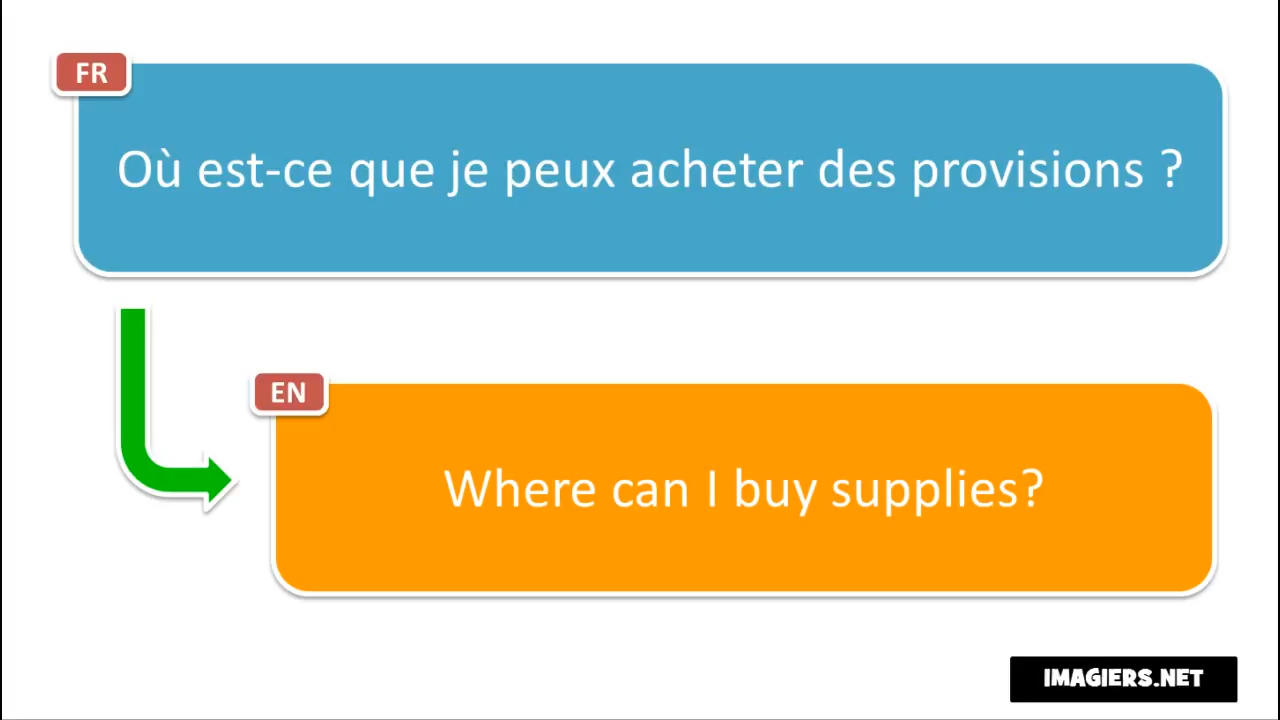 FR
Où est-ce que je peux acheter des provisions ?
EN
Where can I buy supplies?
IMAGIERS.NET